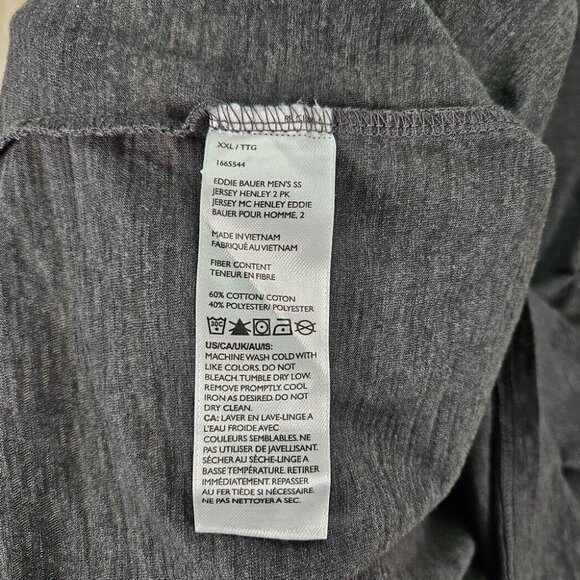 XXL / TTG
1665544
EDDIE BAUER MEN'S SS
JERSEY HENLEY 2 PK
JERSEY MC HENLEY EDDIE
BAUER POUR HOMME, 2
MADE IN VIETNAM
FABRIQUÉ AU VIETNAM
FIBER CONTENT
TENEUR EN FIBRE
60% COTTON/ COTON
40% POLYESTER/ POLYESTER
30C
US/CA/UK/AU/IS:
MACHINE WASH COLD WITH
LIKE COLORS. DO NOT
BLEACH. TUMBLE DRY LOW.
REMOVE PROMPTLY. COOL
IRON AS DESIRED. DO NOT
DRY CLEAN.
CA: LAVER EN LAVE-LINGE A
L'EAU FROIDE AVEC
COULEURS SEMBLABLES. NE
PAS UTILISER DE JAVELLISANT.
SÉCHER AU SÈCHE-LINGE A
BASSE TEMPÉRATURE. RETIRER
IMMÉDIATEMENT. REPASSER
AU FER TIÈDE SI NÉCESSAIRE.
NE PAS NETTOYER A SEC.